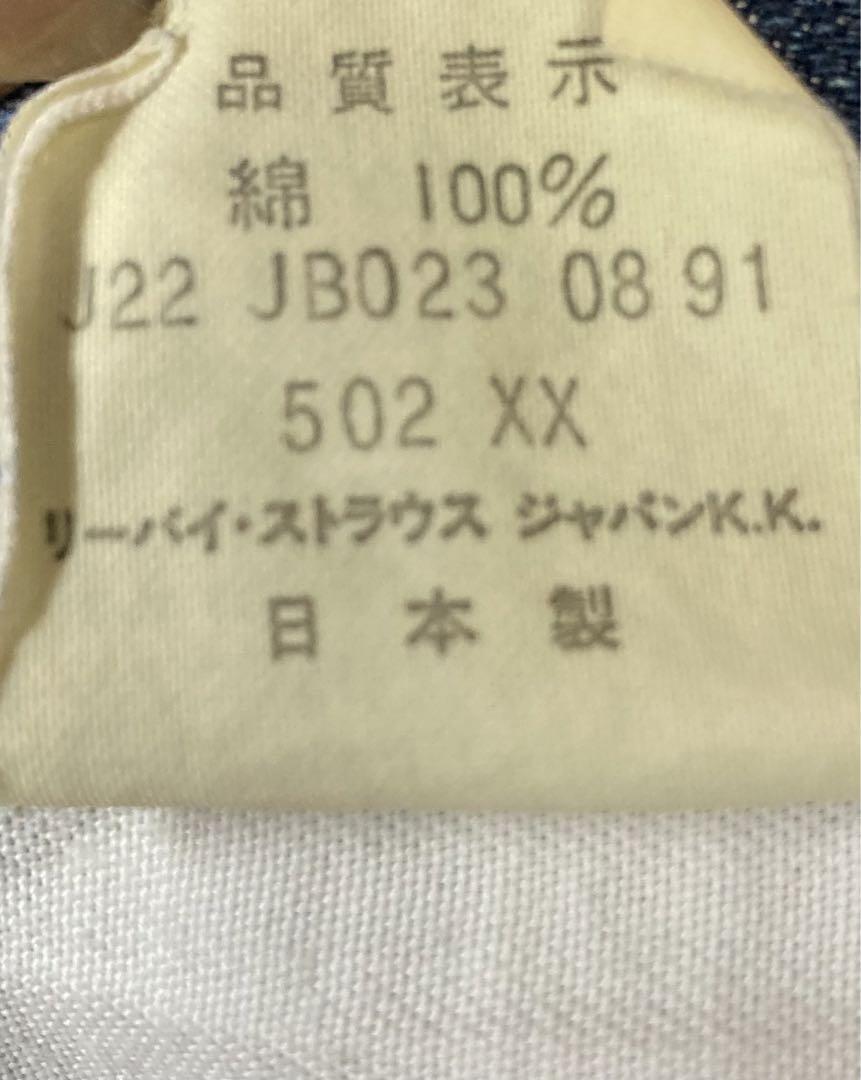 品質表示
綿 100%
J22 JB023 08 91
502 XX
リーバイ・ストラウス ジャパンK.K.
日本製